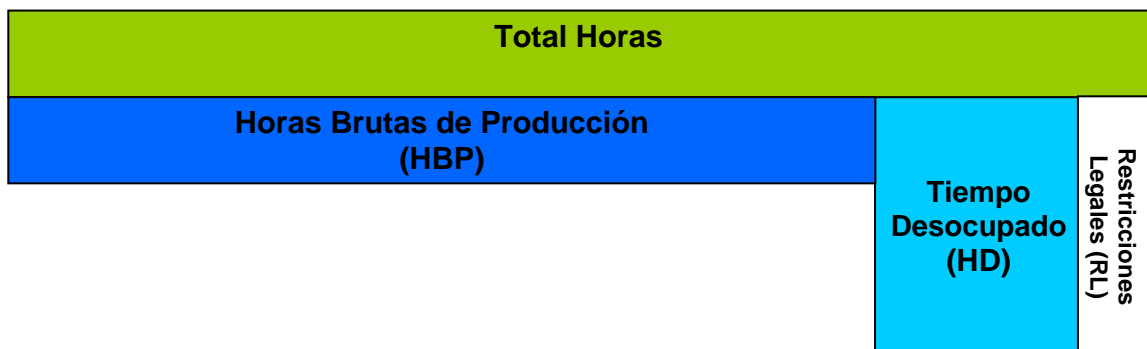 Total Horas
Horas Brutas de Producción
(HBP)
Tiempo
Desocupado
(HD)
Restricciones
Legales (RL)